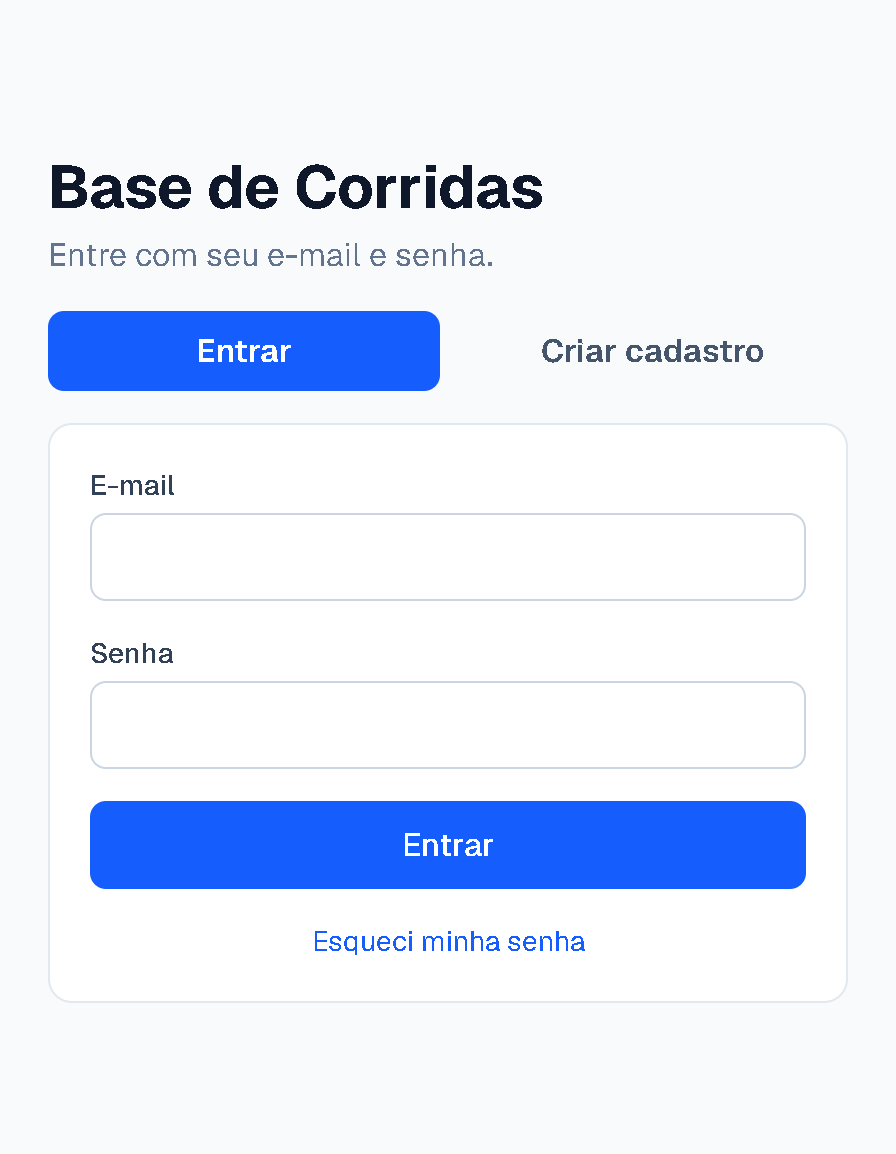 Base de Corridas
Entre com seu e-mail e senha.
Entrar
Criar cadastro
E-mail
Senha
Entrar
Esqueci minha senha